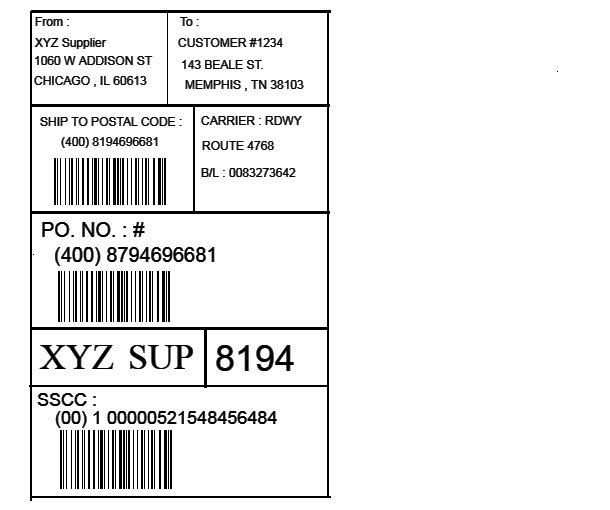 From :
XYZ Supplier
1060 W ADDISON ST
CHICAGO , IL 60613
To :
CUSTOMER #1234
143 BEALE ST.
MEMPHIS , TN 38103
SHIP TO POSTAL CODE :
(400) 8194696681
CARRIER : RDWY
ROUTE 4768
B/L : 0083273642
PO. NO. : #
(400) 8794696681
XYZ SUP
8194
SSCC :
(00) 1 00000521548456484